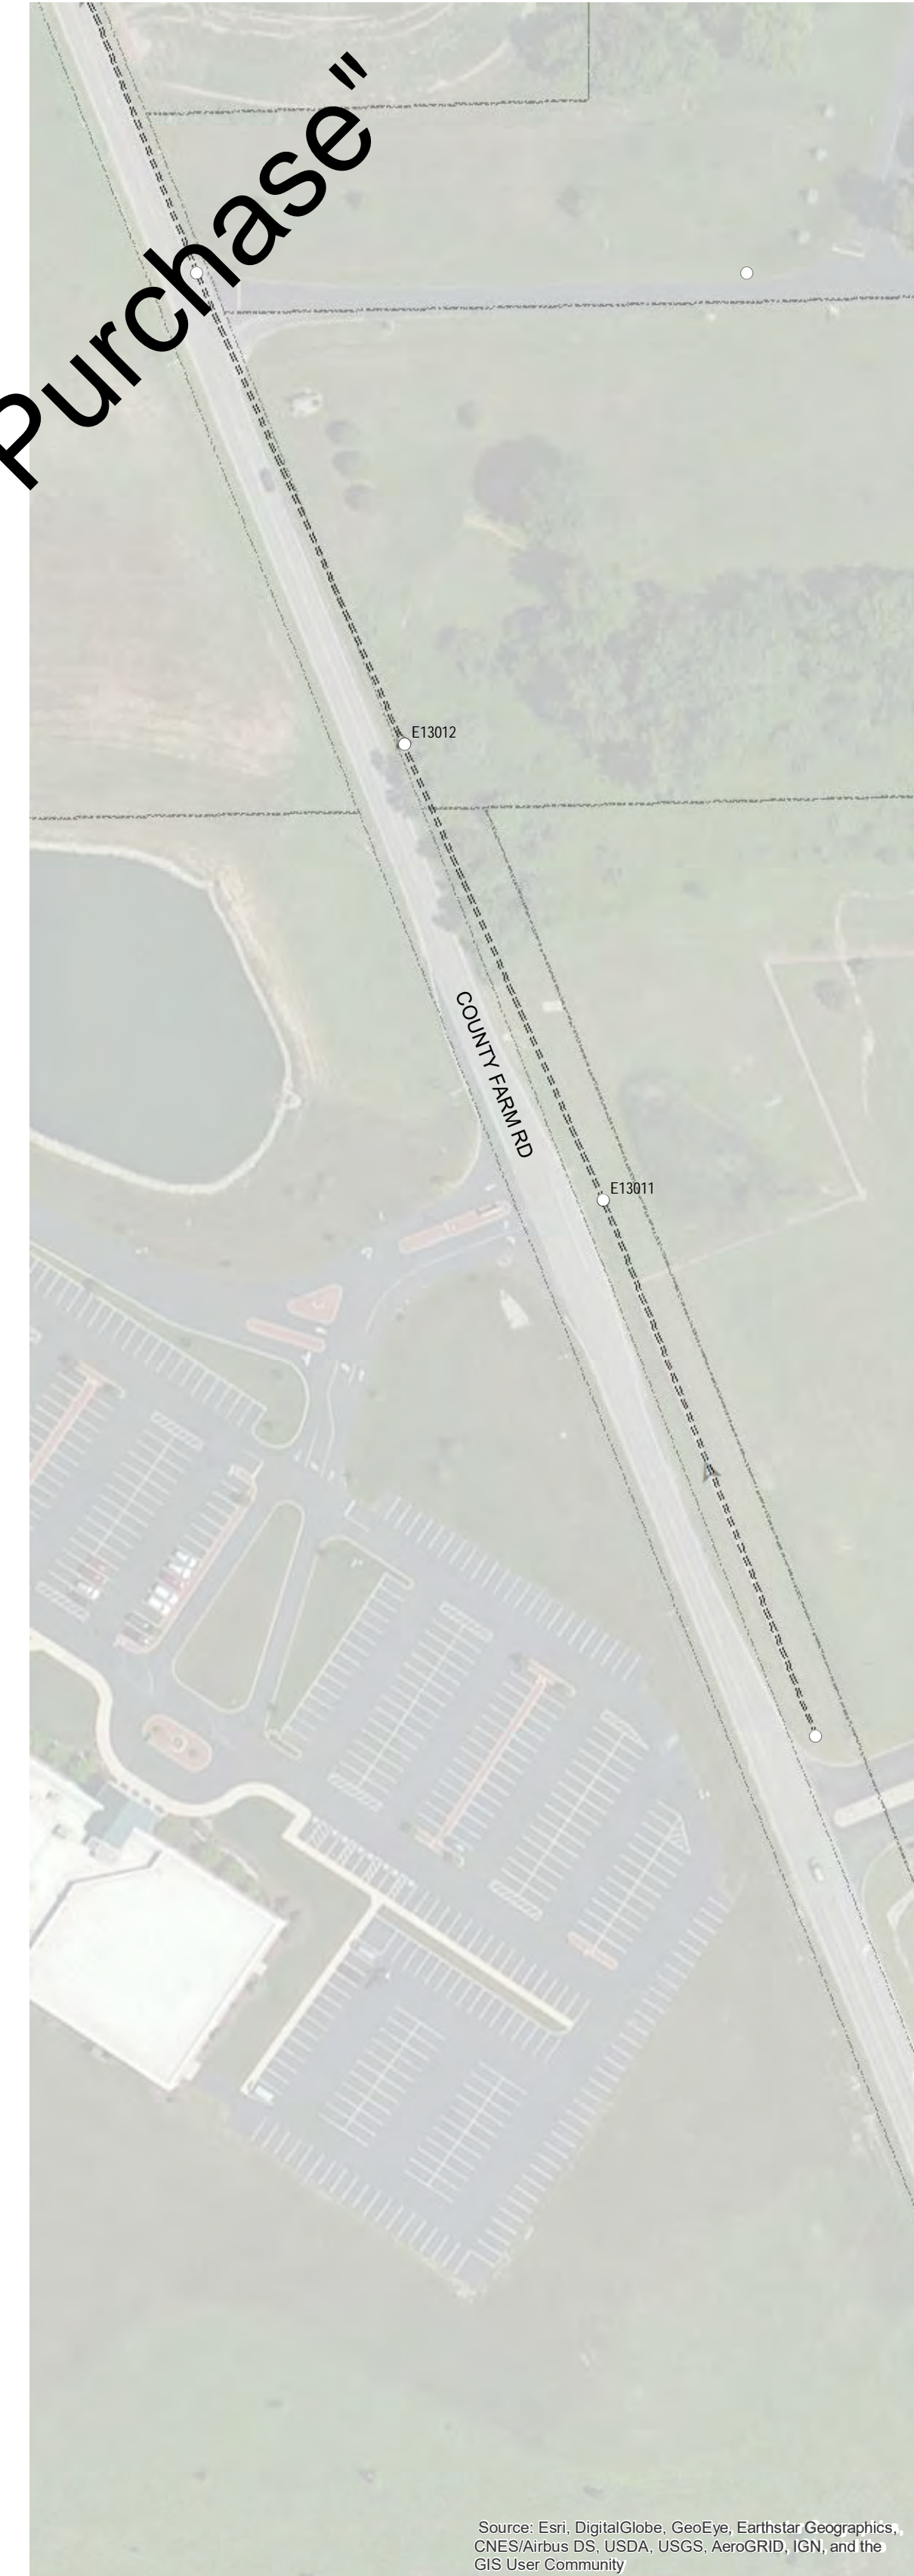 Purchase"
E13012
COUNTY FARM RD
E13011
Source: Esri, DigitalGlobe, GeoEye, Earthstar Geographics,
CNES/Airbus DS, USDA, USGS, AeroGRID, IGN, and the
GIS User Community